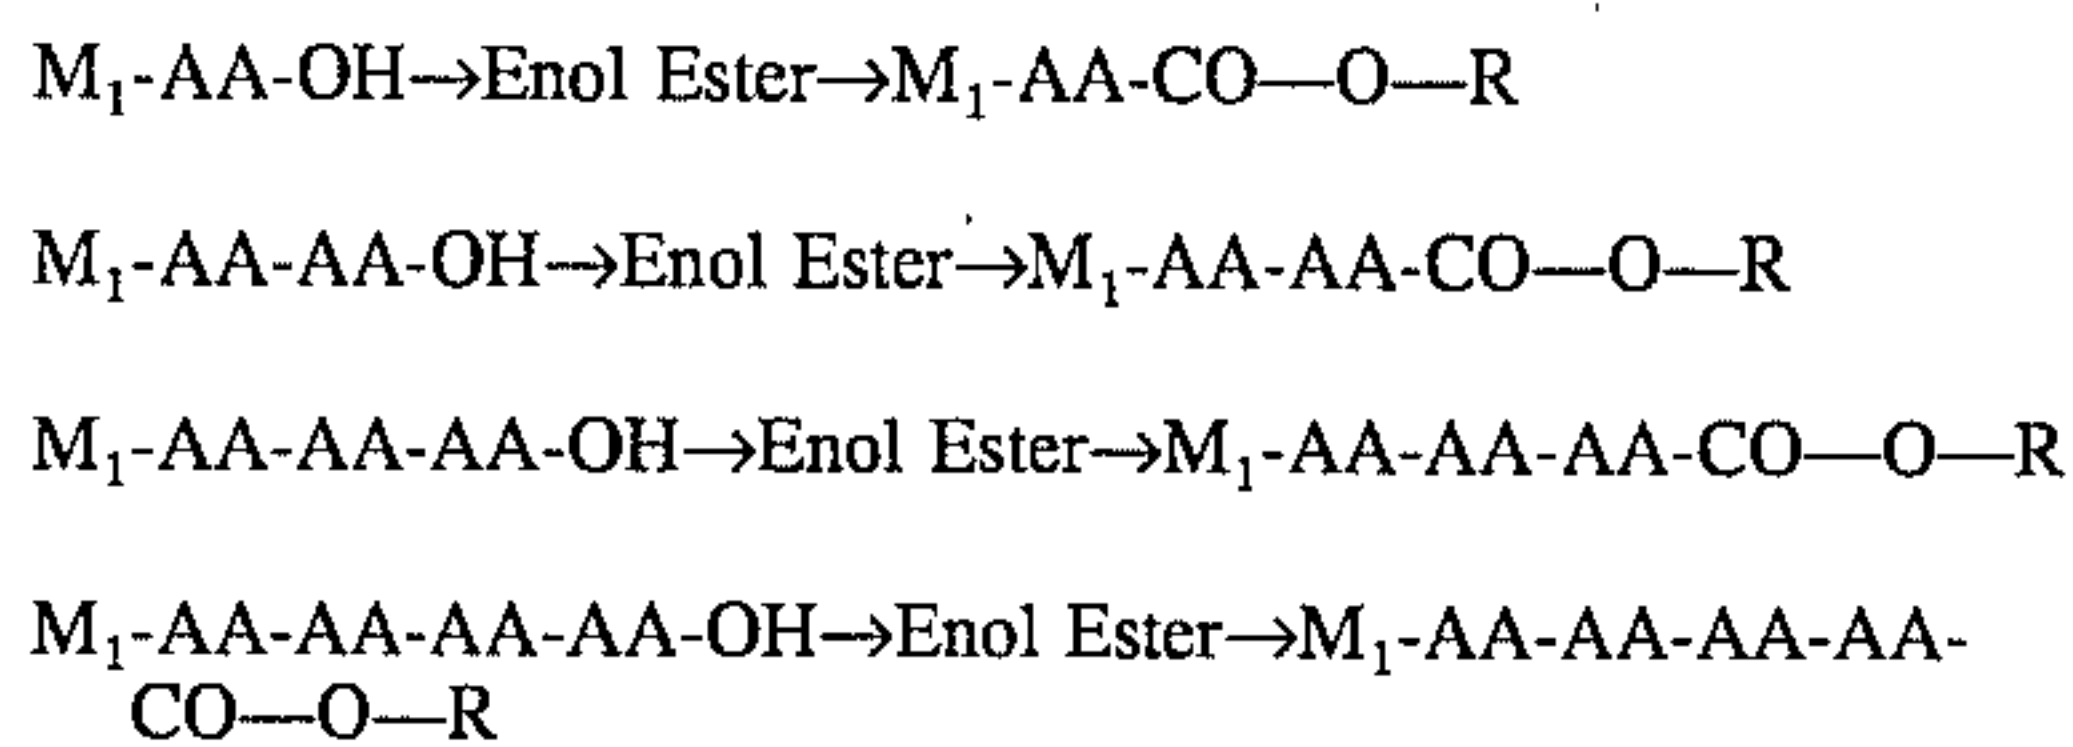 M₁-AA-OH→Enol Ester→M₁-AA-CO—O—R
M₁-AA-AA-OH→Enol Ester→M₁-AA-AA-CO—O—R
M₁-AA-AA-AA-OH→Enol Ester→M₁-AA-AA-AA-CO—O—R
M₁-AA-AA-AA-AA-OH→Enol Ester→M₁-AA-AA-AA-AA-
CO—O—R